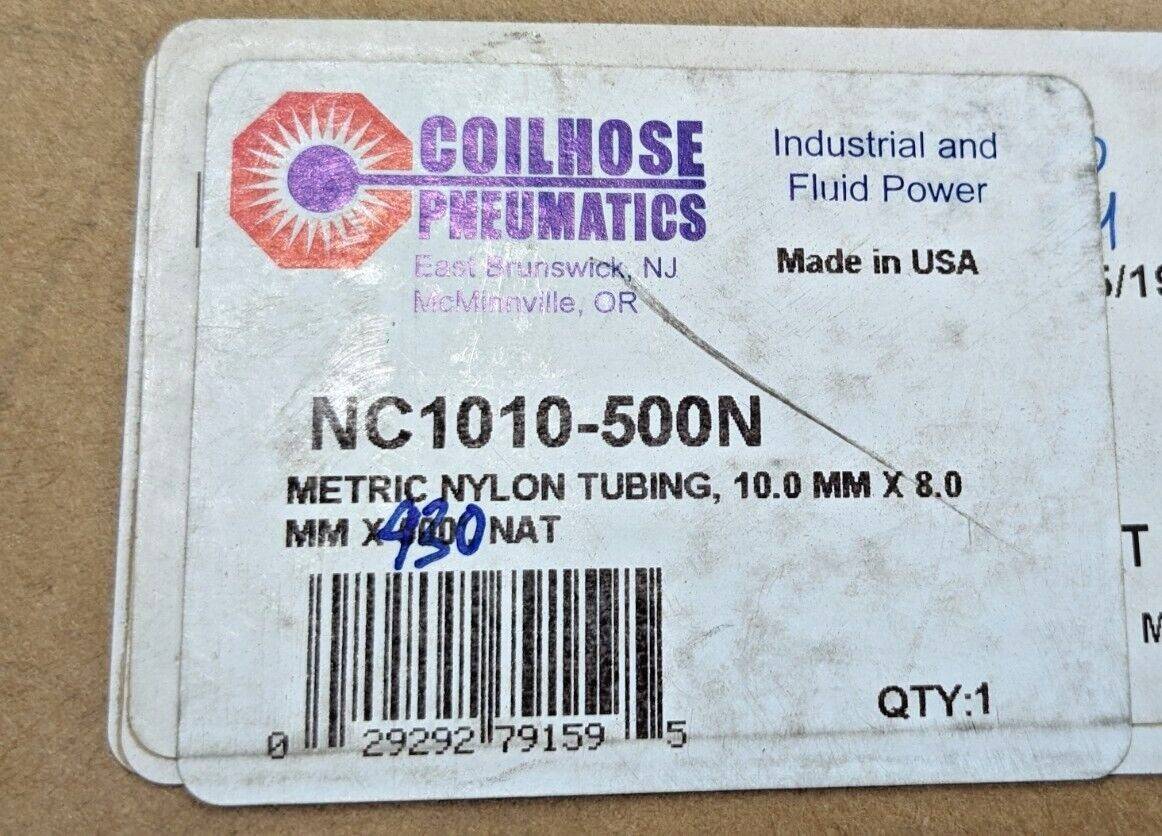 COILHOSE
PNEUMATICS
East Brunswick, NJ
McMinnville, OR
Industrial and
Fluid Power
Made in USA
NC1010-500N
METRIC NYLON TUBING, 10.0 MM X 8.0
MM X 430 NAT
0 29292 79159 5
QTY:1
/19
T